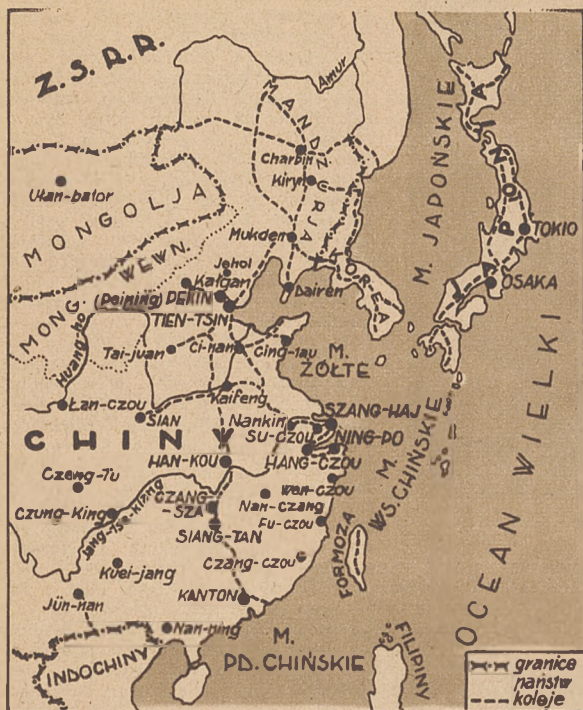 Z.S.R.R.
Amur
MANDŻURJA
Charbin
Kiryn
Ułan-bator
MONGOLJA
MONG. WEWN.
Mukden
Johol
Kałgan
(Peiping) PEKIN
TIEN-TSIN
Dairen
KOREA
M. JAPOŃSKIE
JAPONJA
TOKIO
OSAKA
Huang-ho
Tai-juan
Ci-nan
Cing-tau
M. ŻÓŁTE
Łan-czou
SIAN
Kaifeng
CHINY
Nankin
SZANG-HAJ
SU-CZOU
NING-PO
HANG-CZOU
HAN-KOU
M. WS. CHIŃSKIE
OCEAN WIELKI
Czeng-Tu
Czung-King
Jang-tse-kiang
CZANG-
-SZA
Nan-czang
Wen-czou
Fu-czou
SIANG-TAN
Czang-czou
FORMOZA
Kuei-jang
Jün-nan
KANTON
Nan-ning
INDOCHINY
M.
PD. CHIŃSKIE
FILIPINY
granice
państw
koleje